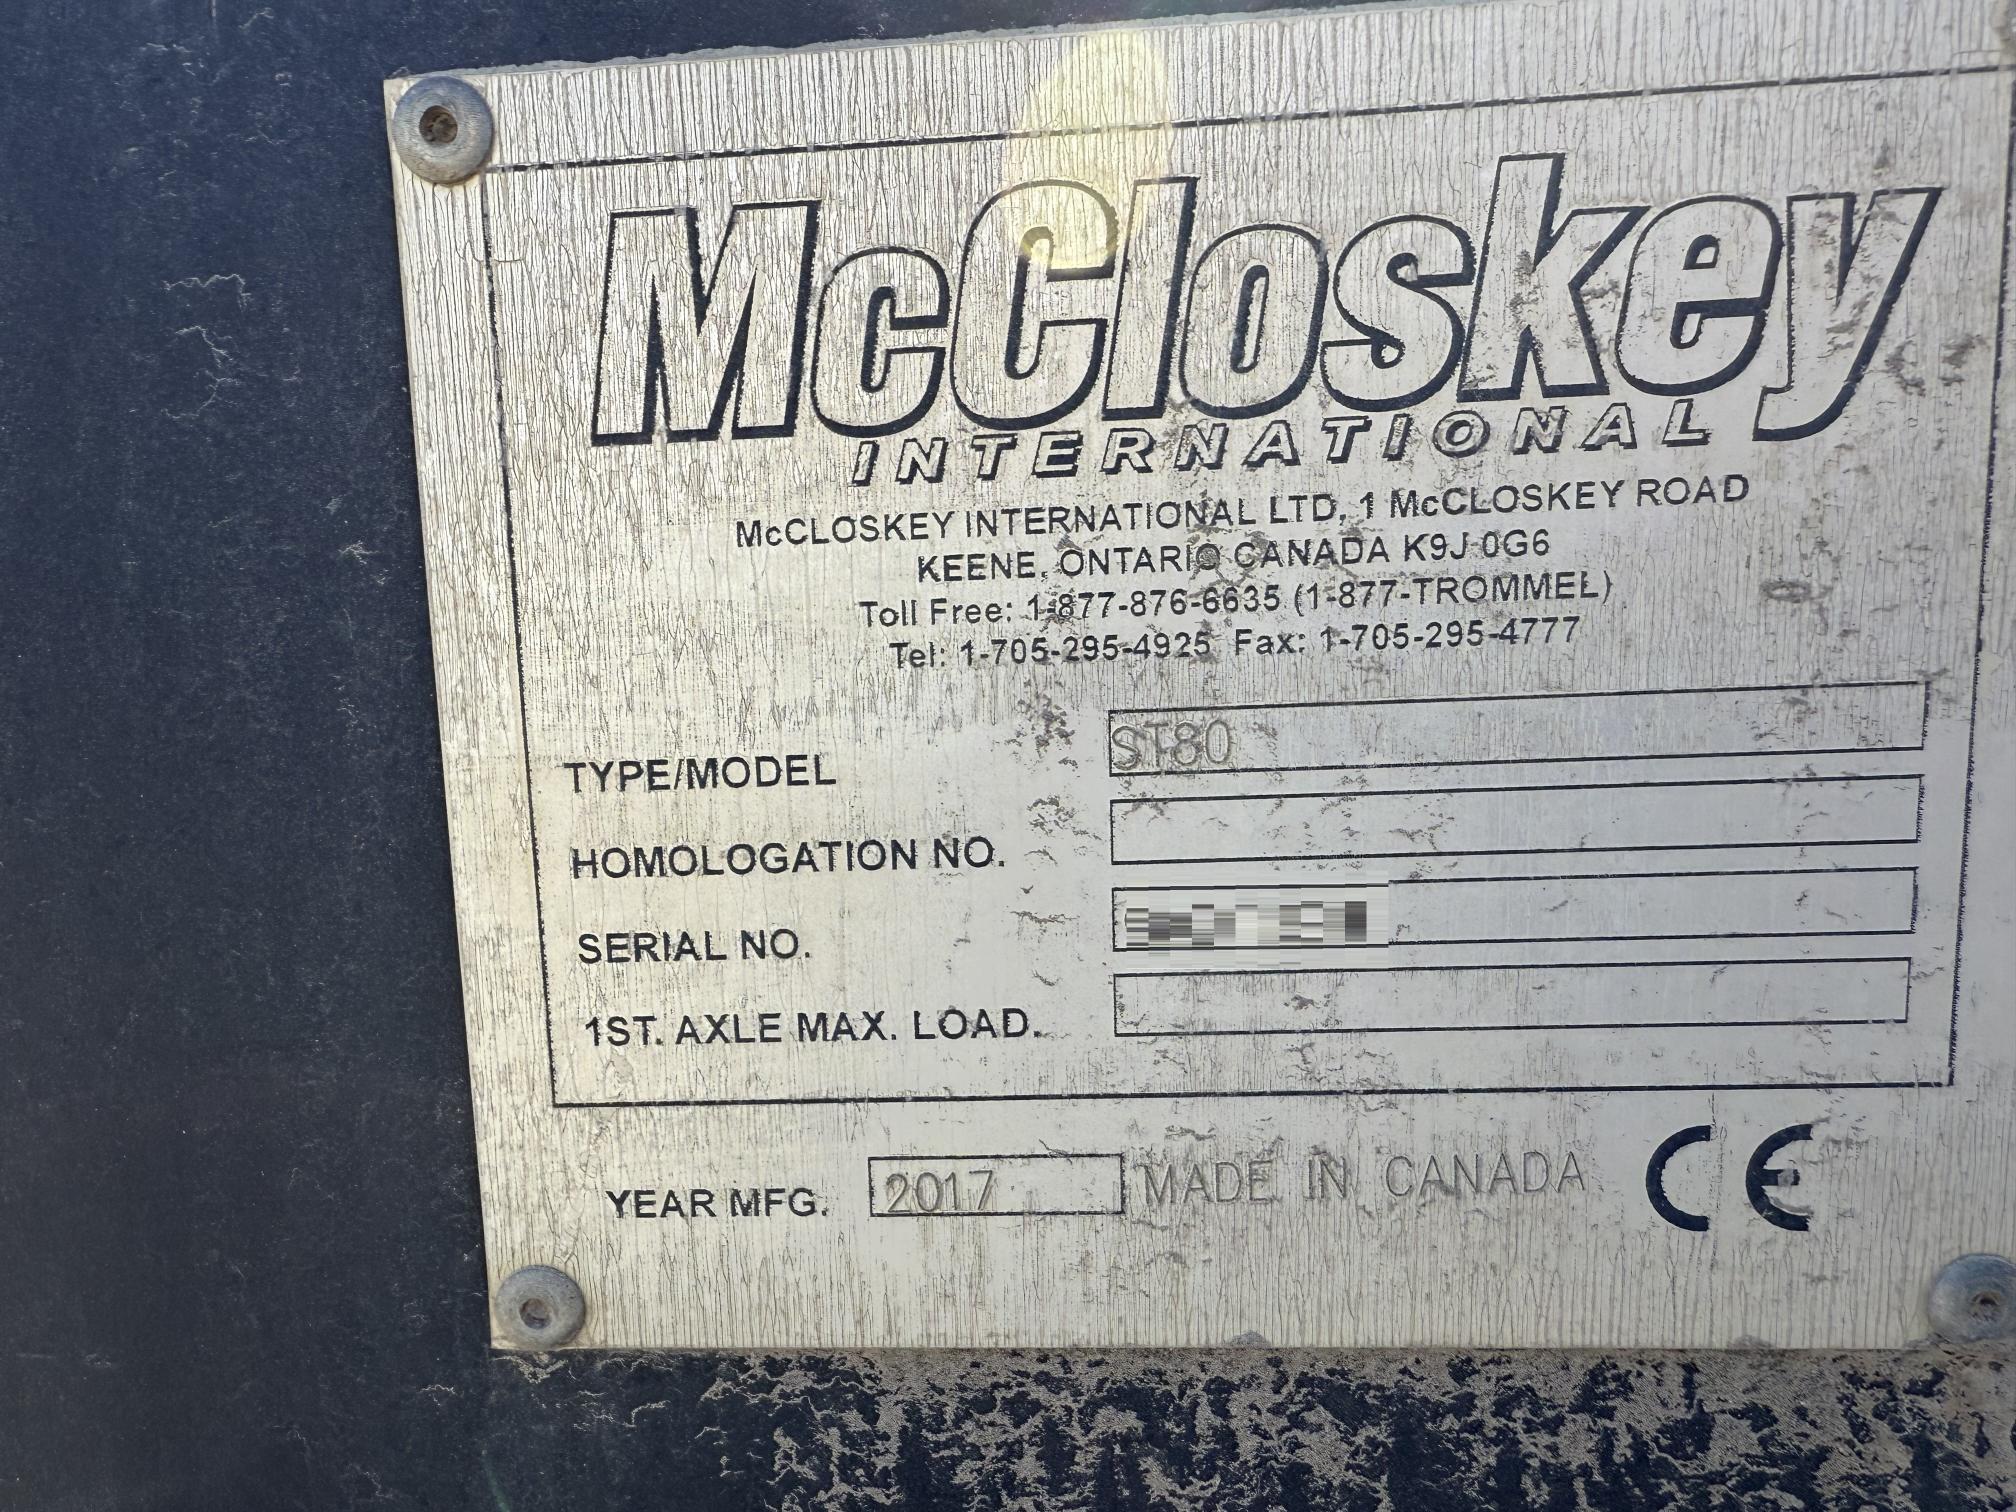 McCloskey
INTERNATIONAL
McCLOSKEY INTERNATIONAL LTD, 1 McCLOSKEY ROAD
KEENE, ONTARIO CANADA K9J 0G6
Toll Free: 1-877-876-6635 (1-877-TROMMEL)
Tel: 1-705-295-4925 Fax: 1-705-295-4777
TYPE/MODEL ST80
HOMOLOGATION NO.
SERIAL NO.
1ST. AXLE MAX. LOAD.
YEAR MFG. 2017 MADE IN CANADA CE